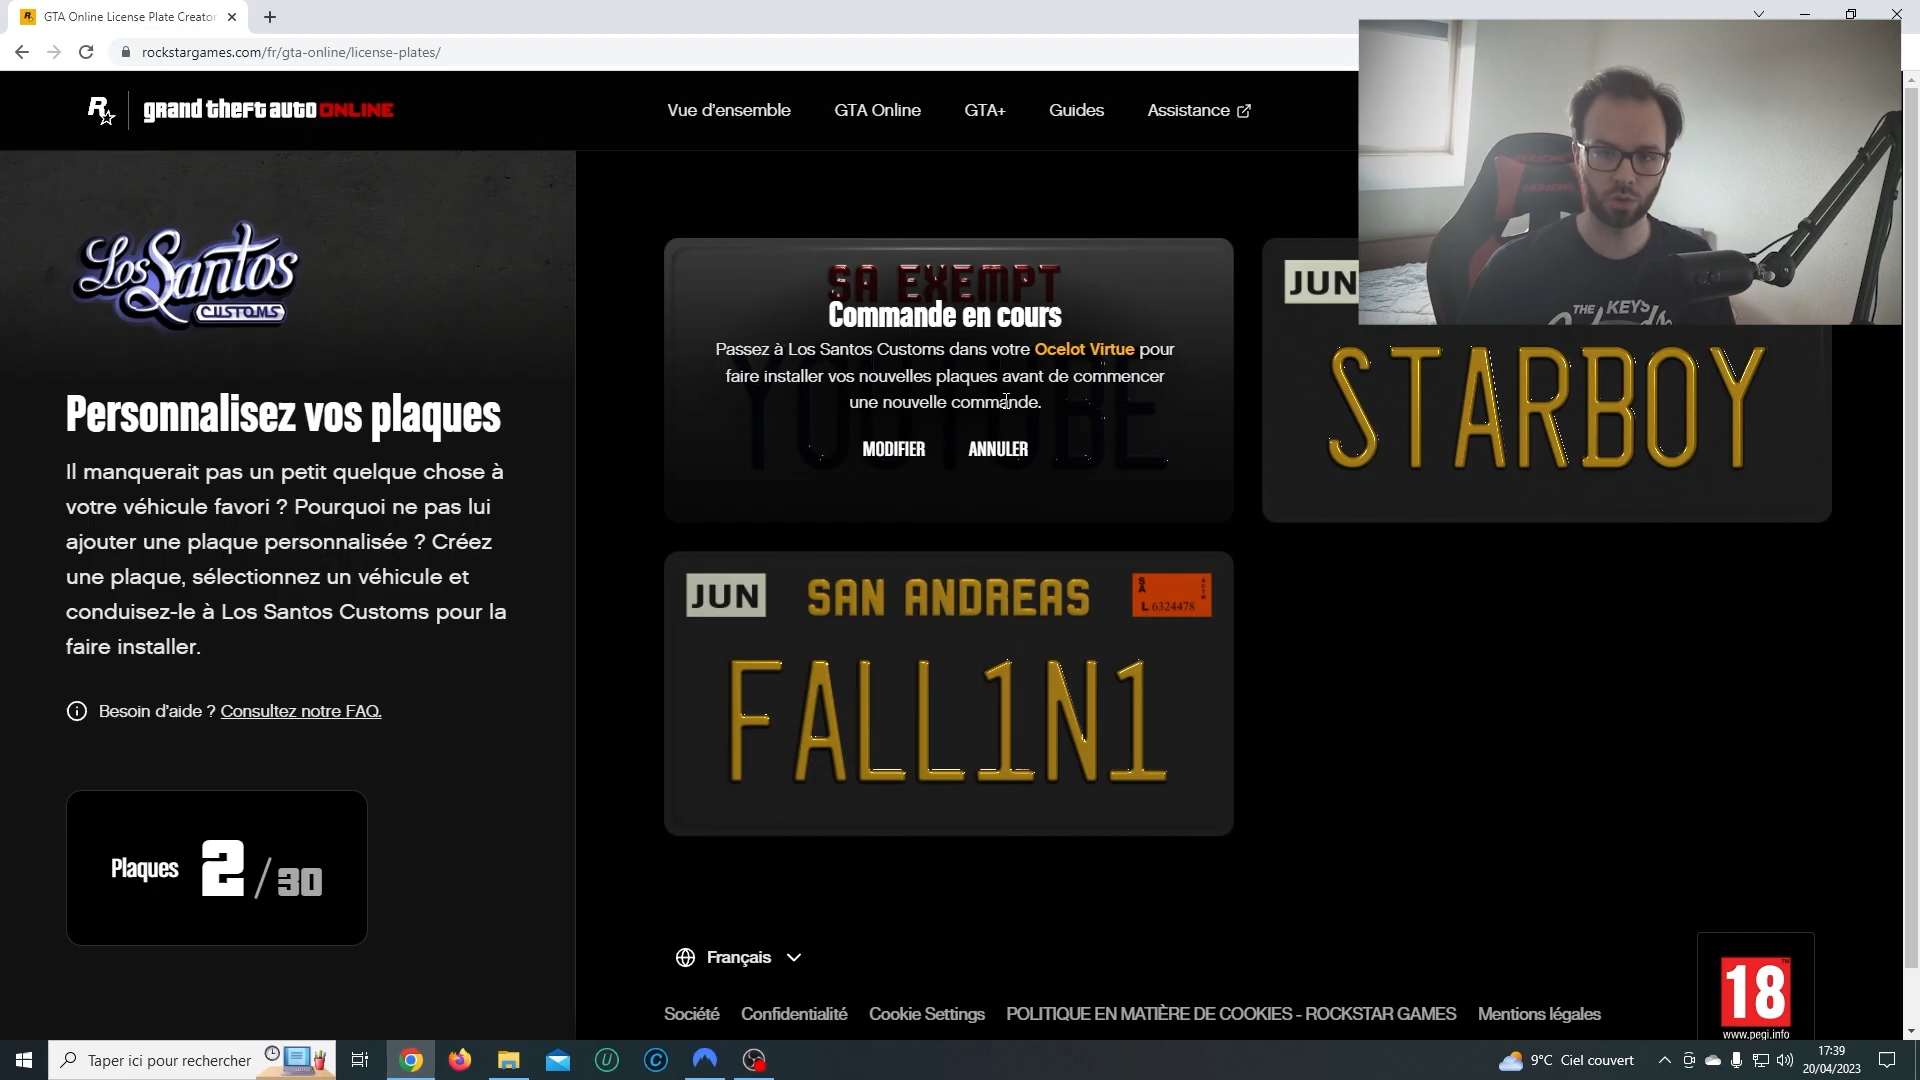 GTA Online License Plate Creator
rockstargames.com/fr/gta-online/license-plates/
R
grand theft auto ONLINE
Vue d'ensemble
GTA Online
GTA+
Guides
Assistance
Los Santos
CUSTOMS
Personnalisez vos plaques
Il manquerait pas un petit quelque chose à
votre véhicule favori ? Pourquoi ne pas lui
ajouter une plaque personnalisée ? Créez
une plaque, sélectionnez un véhicule et
conduisez-le à Los Santos Customs pour la
faire installer.
Besoin d'aide ? Consultez notre FAQ.
Plaques 2 / 30
SA EXEMPT
YOUTUBE
Commande en cours
Passez à Los Santos Customs dans votre Ocelot Virtue pour
faire installer vos nouvelles plaques avant de commencer
une nouvelle commande.
MODIFIER
ANNULER
JUN
STARBOY
THE KEYS
JUN
SAN ANDREAS
SA
L 6324478
FALL1N1
Français
Société
Confidentialité
Cookie Settings
POLITIQUE EN MATIÈRE DE COOKIES - ROCKSTAR GAMES
Mentions légales
18
www.pegi.info
Taper ici pour rechercher
9°C Ciel couvert
17:39
20/04/2023